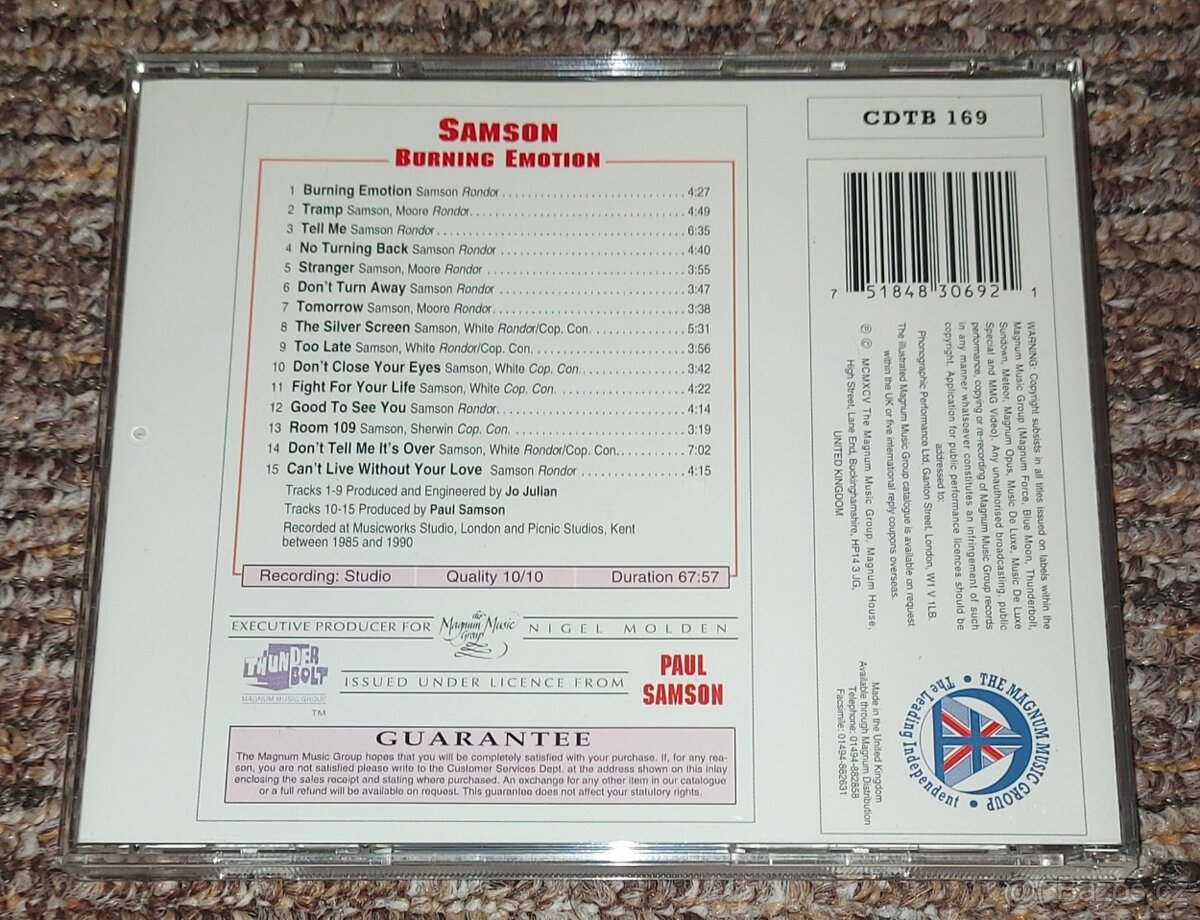 SAMSON
BURNING EMOTION
1 Burning Emotion Samson Rondor 4:27
2 Tramp Samson, Moore Rondor. 4:49
3 Tell Me Samson Rondor 6:35
4 No Turning Back Samson Rondor 4:40
5 Stranger Samson, Moore Rondor 3:55
6 Don't Turn Away Samson Rondor 3:47
7 Tomorrow Samson, Moore Rondor 3:38
8 The Silver Screen Samson, White Rondor/Cop. Con. 5:31
9 Too Late Samson, White Rondor/Cop. Con. 3:56
10 Don't Close Your Eyes Samson, White Cop. Con. 3:42
11 Fight For Your Life Samson, White Cop. Con. 4:22
12 Good To See You Samson Rondor 4:14
13 Room 109 Samson, Sherwin Cop. Con. 3:19
14 Don't Tell Me It's Over Samson, White Rondor/Cop. Con. 7:02
15 Can't Live Without Your Love Samson Rondor 4:15
Tracks 1-9 Produced and Engineered by Jo Julian
Tracks 10-15 Produced by Paul Samson
Recorded at Musicworks Studio, London and Picnic Studios, Kent
between 1985 and 1990
Recording: Studio Quality 10/10 Duration 67:57
EXECUTIVE PRODUCER FOR the Magnum Music Group NIGEL MOLDEN
THUNDER BOLT
MAGNUM MUSIC GROUP
TM
ISSUED UNDER LICENCE FROM
PAUL
SAMSON
GUARANTEE
The Magnum Music Group hopes that you will be completely satisfied with your purchase. If, for any rea-
son, you are not satisfied please write to the Customer Services Dept. at the address shown on this inlay
enclosing the sales receipt and stating where purchased. An exchange for any other item in our catalogue
or a full refund will be available on request. This guarantee does not affect your statutory rights.
CDTB 169
7 51848 30692 1
WARNING: Copyright subsists in all titles issued on labels within the
Magnum Music Group (Magnum Force, Blue Moon, Thunderbolt,
Sundown, Meteor, Magnum Opus, Music De Luxe, Music De Luxe
Special and MMG Video). Any unauthorised broadcasting, public
performance, copying or re-recording of Magnum Music Group records
in any manner whatsoever constitutes an infringement of such
copyright. Application for public performance licences should be
addressed to:
Phonographic Performance Ltd, Ganton Street, London, W1 V 1LB.
The illustrated Magnum Music Group catalogue is available on request
within the UK or five international reply coupons overseas.
℗ © MCMXCV The Magnum Music Group, Magnum House,
High Street, Lane End, Buckinghamshire, HP14 3 JG,
UNITED KINGDOM
Made in the United Kingdom
Available through Magnum Distribution
Telephone: 01494-882858
Facsimile: 01494-882631
• THE MAGNUM MUSIC GROUP •
The Leading Independent
Bazos.cz